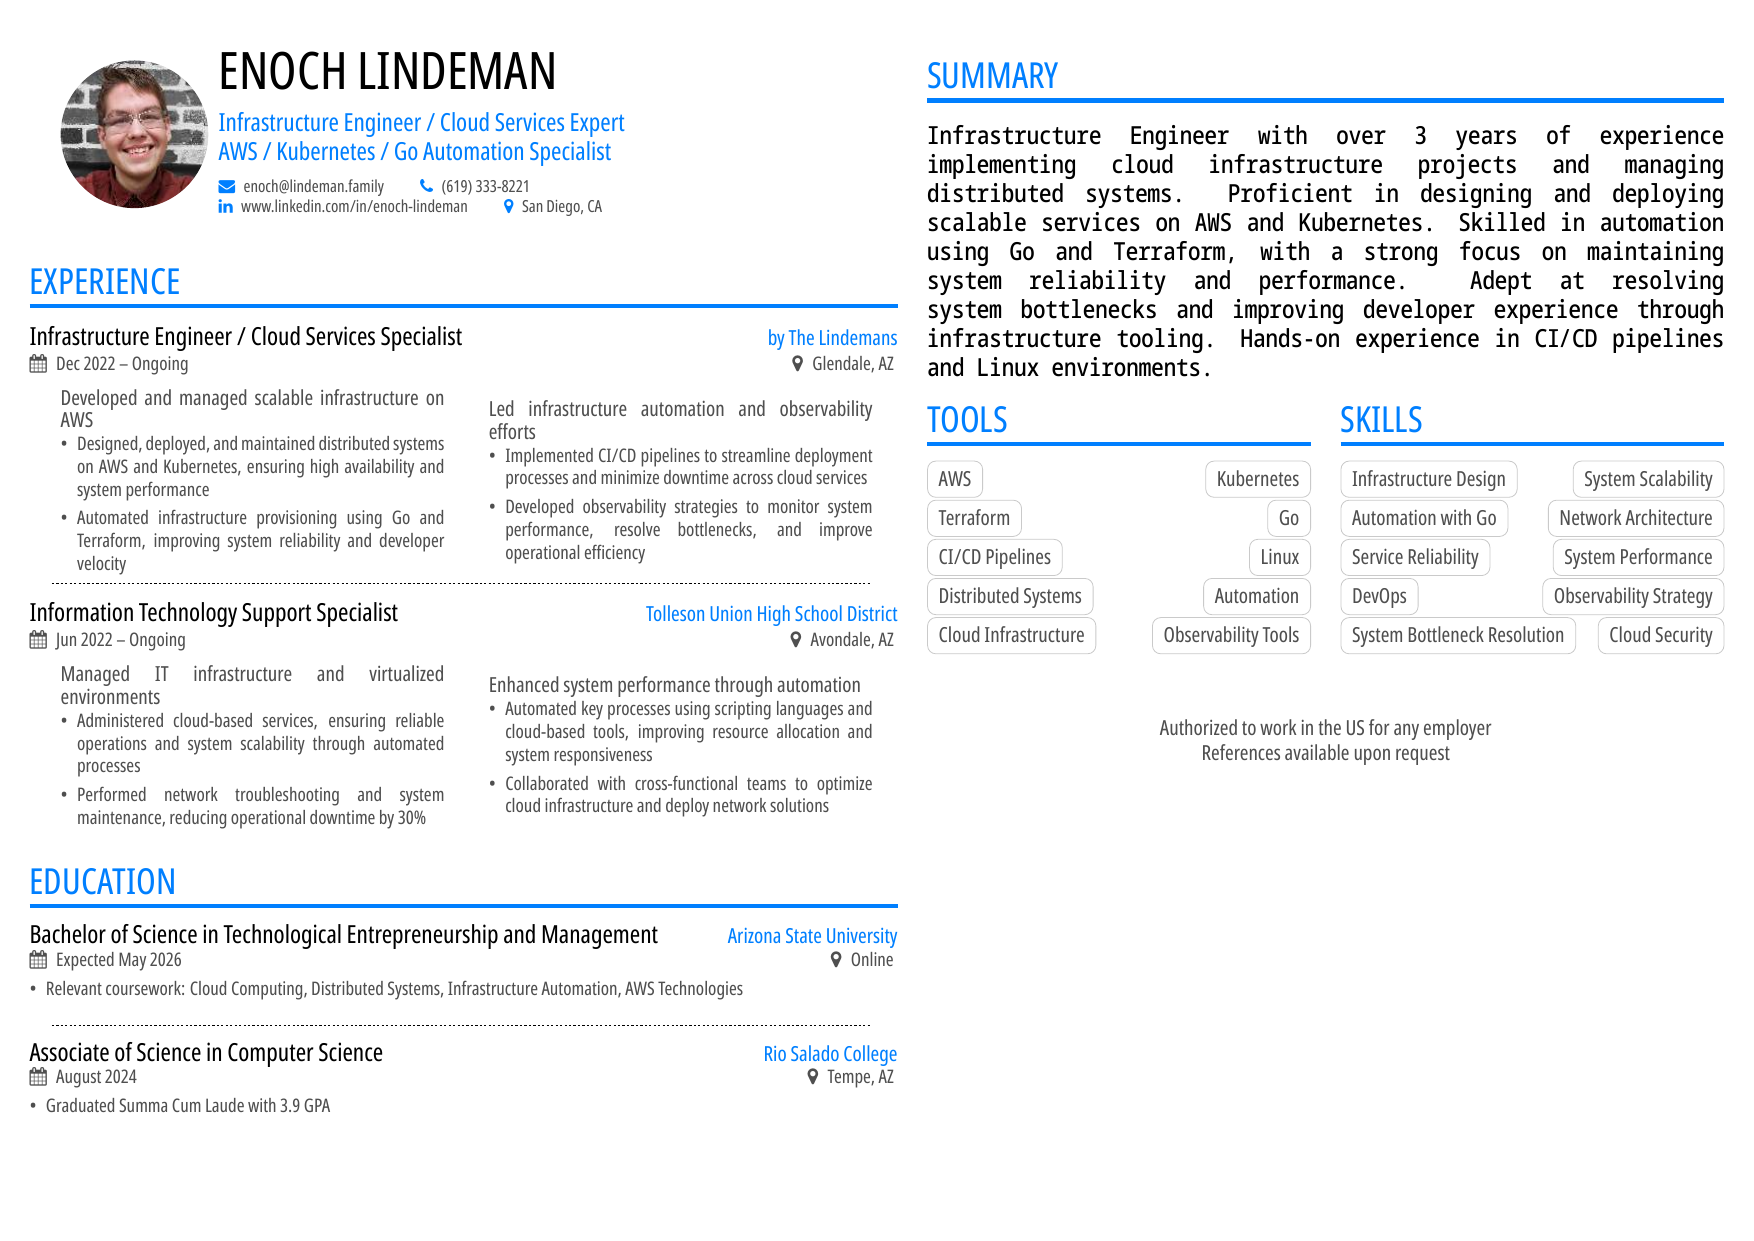 ENOCH LINDEMAN
Infrastructure Engineer / Cloud Services Expert
AWS / Kubernetes / Go Automation Specialist
enoch@lindeman.family (619) 333-8221
www.linkedin.com/in/enoch-lindeman San Diego, CA
EXPERIENCE
Infrastructure Engineer / Cloud Services Specialist by The Lindemans
Dec 2022 – Ongoing Glendale, AZ
Developed and managed scalable infrastructure on
AWS
• Designed, deployed, and maintained distributed systems
on AWS and Kubernetes, ensuring high availability and
system performance
• Automated infrastructure provisioning using Go and
Terraform, improving system reliability and developer
velocity
Led infrastructure automation and observability
efforts
• Implemented CI/CD pipelines to streamline deployment
processes and minimize downtime across cloud services
• Developed observability strategies to monitor system
performance, resolve bottlenecks, and improve
operational efficiency
Information Technology Support Specialist Tolleson Union High School District
Jun 2022 – Ongoing Avondale, AZ
Managed IT infrastructure and virtualized
environments
• Administered cloud-based services, ensuring reliable
operations and system scalability through automated
processes
• Performed network troubleshooting and system
maintenance, reducing operational downtime by 30%
Enhanced system performance through automation
• Automated key processes using scripting languages and
cloud-based tools, improving resource allocation and
system responsiveness
• Collaborated with cross-functional teams to optimize
cloud infrastructure and deploy network solutions
EDUCATION
Bachelor of Science in Technological Entrepreneurship and Management Arizona State University
Expected May 2026 Online
• Relevant coursework: Cloud Computing, Distributed Systems, Infrastructure Automation, AWS Technologies
Associate of Science in Computer Science Rio Salado College
August 2024 Tempe, AZ
• Graduated Summa Cum Laude with 3.9 GPA
SUMMARY
Infrastructure Engineer with over 3 years of experience
implementing cloud infrastructure projects and managing
distributed systems. Proficient in designing and deploying
scalable services on AWS and Kubernetes. Skilled in automation
using Go and Terraform, with a strong focus on maintaining
system reliability and performance. Adept at resolving
system bottlenecks and improving developer experience through
infrastructure tooling. Hands-on experience in CI/CD pipelines
and Linux environments.
TOOLS
AWS Kubernetes
Terraform Go
CI/CD Pipelines Linux
Distributed Systems Automation
Cloud Infrastructure Observability Tools
SKILLS
Infrastructure Design System Scalability
Automation with Go Network Architecture
Service Reliability System Performance
DevOps Observability Strategy
System Bottleneck Resolution Cloud Security
Authorized to work in the US for any employer
References available upon request